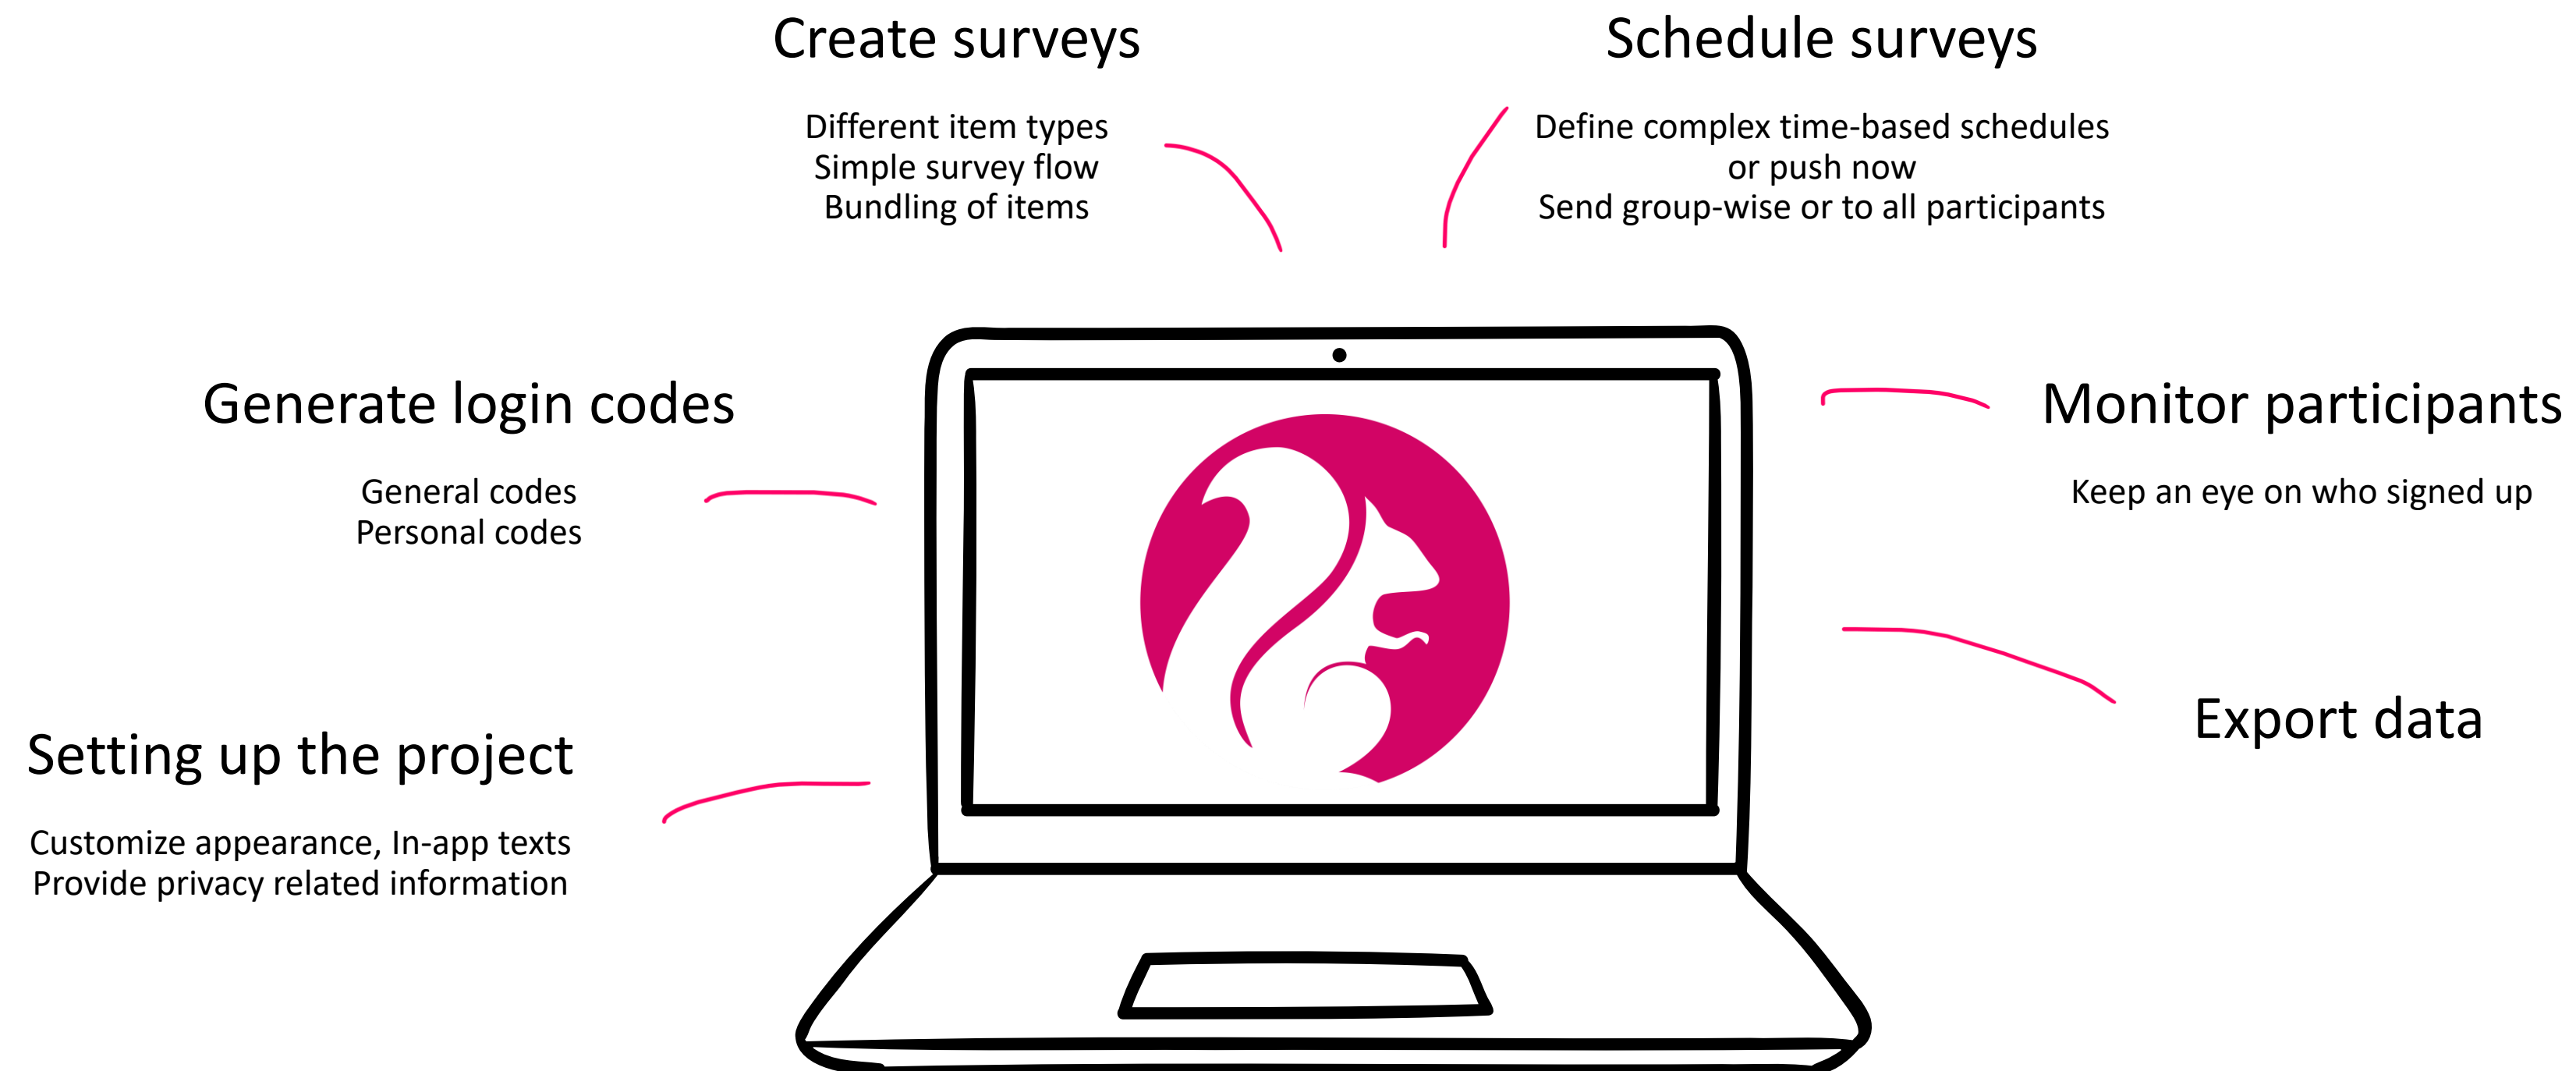 Create surveys
Different item types
Simple survey flow
Bundling of items
Schedule surveys
Define complex time-based schedules
or push now
Send group-wise or to all participants
Generate login codes
General codes
Personal codes
Monitor participants
Keep an eye on who signed up
Setting up the project
Customize appearance, In-app texts
Provide privacy related information
Export data